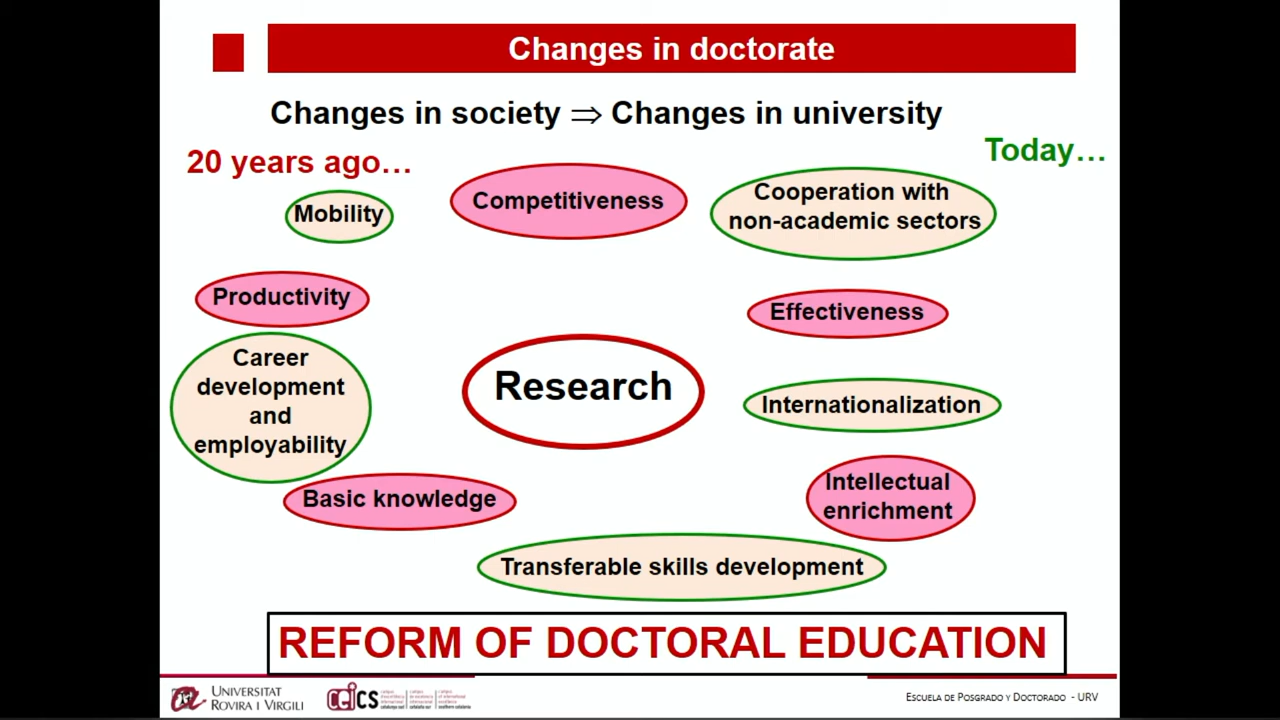 Changes in doctorate
Changes in society ⇒ Changes in university
20 years ago…
Today…
Mobility
Competitiveness
Cooperation with
non-academic sectors
Productivity
Effectiveness
Career
development
and
employability
Research
Internationalization
Basic knowledge
Intellectual
enrichment
Transferable skills development
REFORM OF DOCTORAL EDUCATION
UNIVERSITAT
ROVIRA I VIRGILI
CEICS
ESCUELA DE POSGRADO Y DOCTORADO - URV